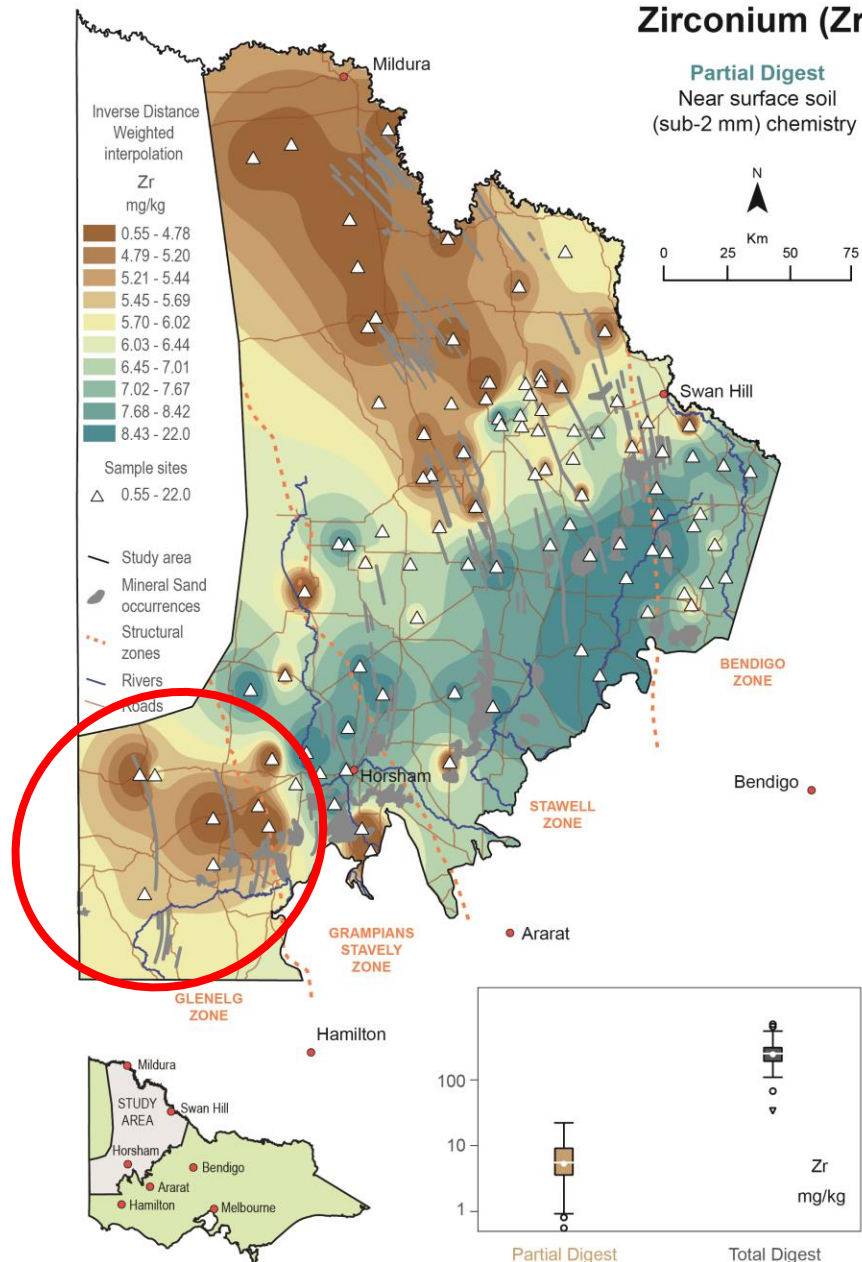 Zirconium (Zr
Partial Digest
Near surface soil
(sub-2 mm) chemistry
N
Km
0 25 50 75
Inverse Distance
Weighted
interpolation
Zr
mg/kg
0.55 - 4.78
4.79 - 5.20
5.21 - 5.44
5.45 - 5.69
5.70 - 6.02
6.03 - 6.44
6.45 - 7.01
7.02 - 7.67
7.68 - 8.42
8.43 - 22.0
Sample sites
0.55 - 22.0
Study area
Mineral Sand
occurrences
Structural
zones
Rivers
Roads
Mildura
Swan Hill
BENDIGO
ZONE
Horsham
Bendigo
STAWELL
ZONE
Ararat
GRAMPIANS
STAVELY
ZONE
GLENELG
ZONE
Hamilton
Mildura
STUDY
AREA
Swan Hill
Horsham
Bendigo
Ararat
Hamilton
Melbourne
100
10
1
Zr
mg/kg
Partial Digest
Total Digest